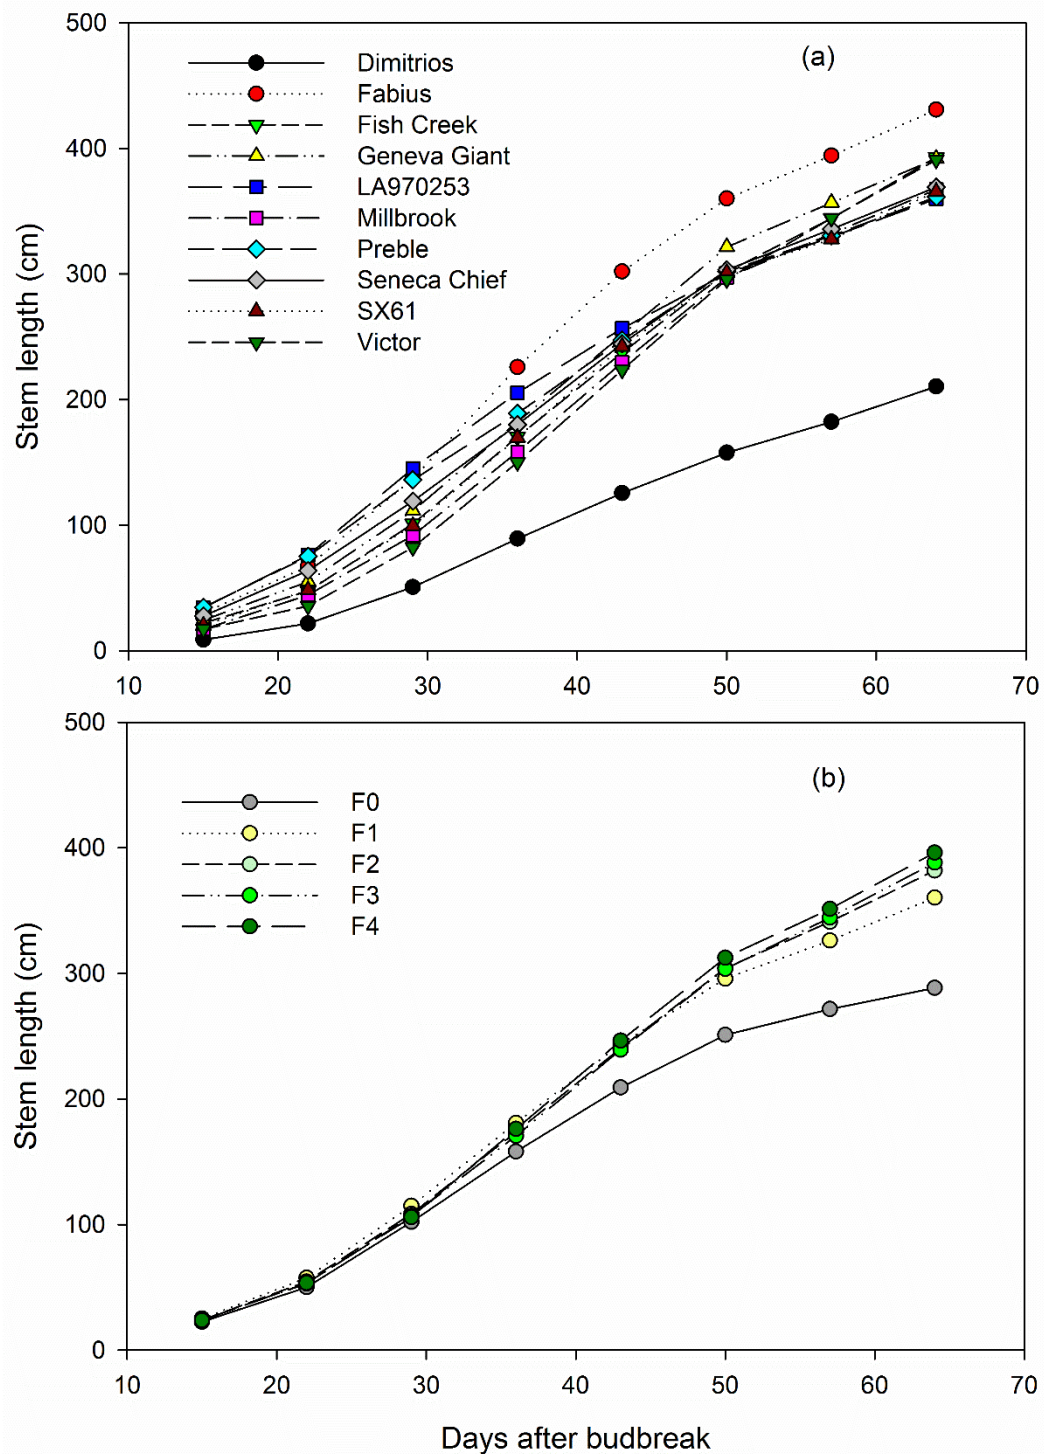 500
400
300
200
100
0
Stem length (cm)
(a)
Dimitrios
Fabius
Fish Creek
Geneva Giant
LA970253
Millbrook
Preble
Seneca Chief
SX61
Victor
10 20 30 40 50 60 70
500
400
300
200
100
0
Stem length (cm)
(b)
F0
F1
F2
F3
F4
10 20 30 40 50 60 70
Days after budbreak